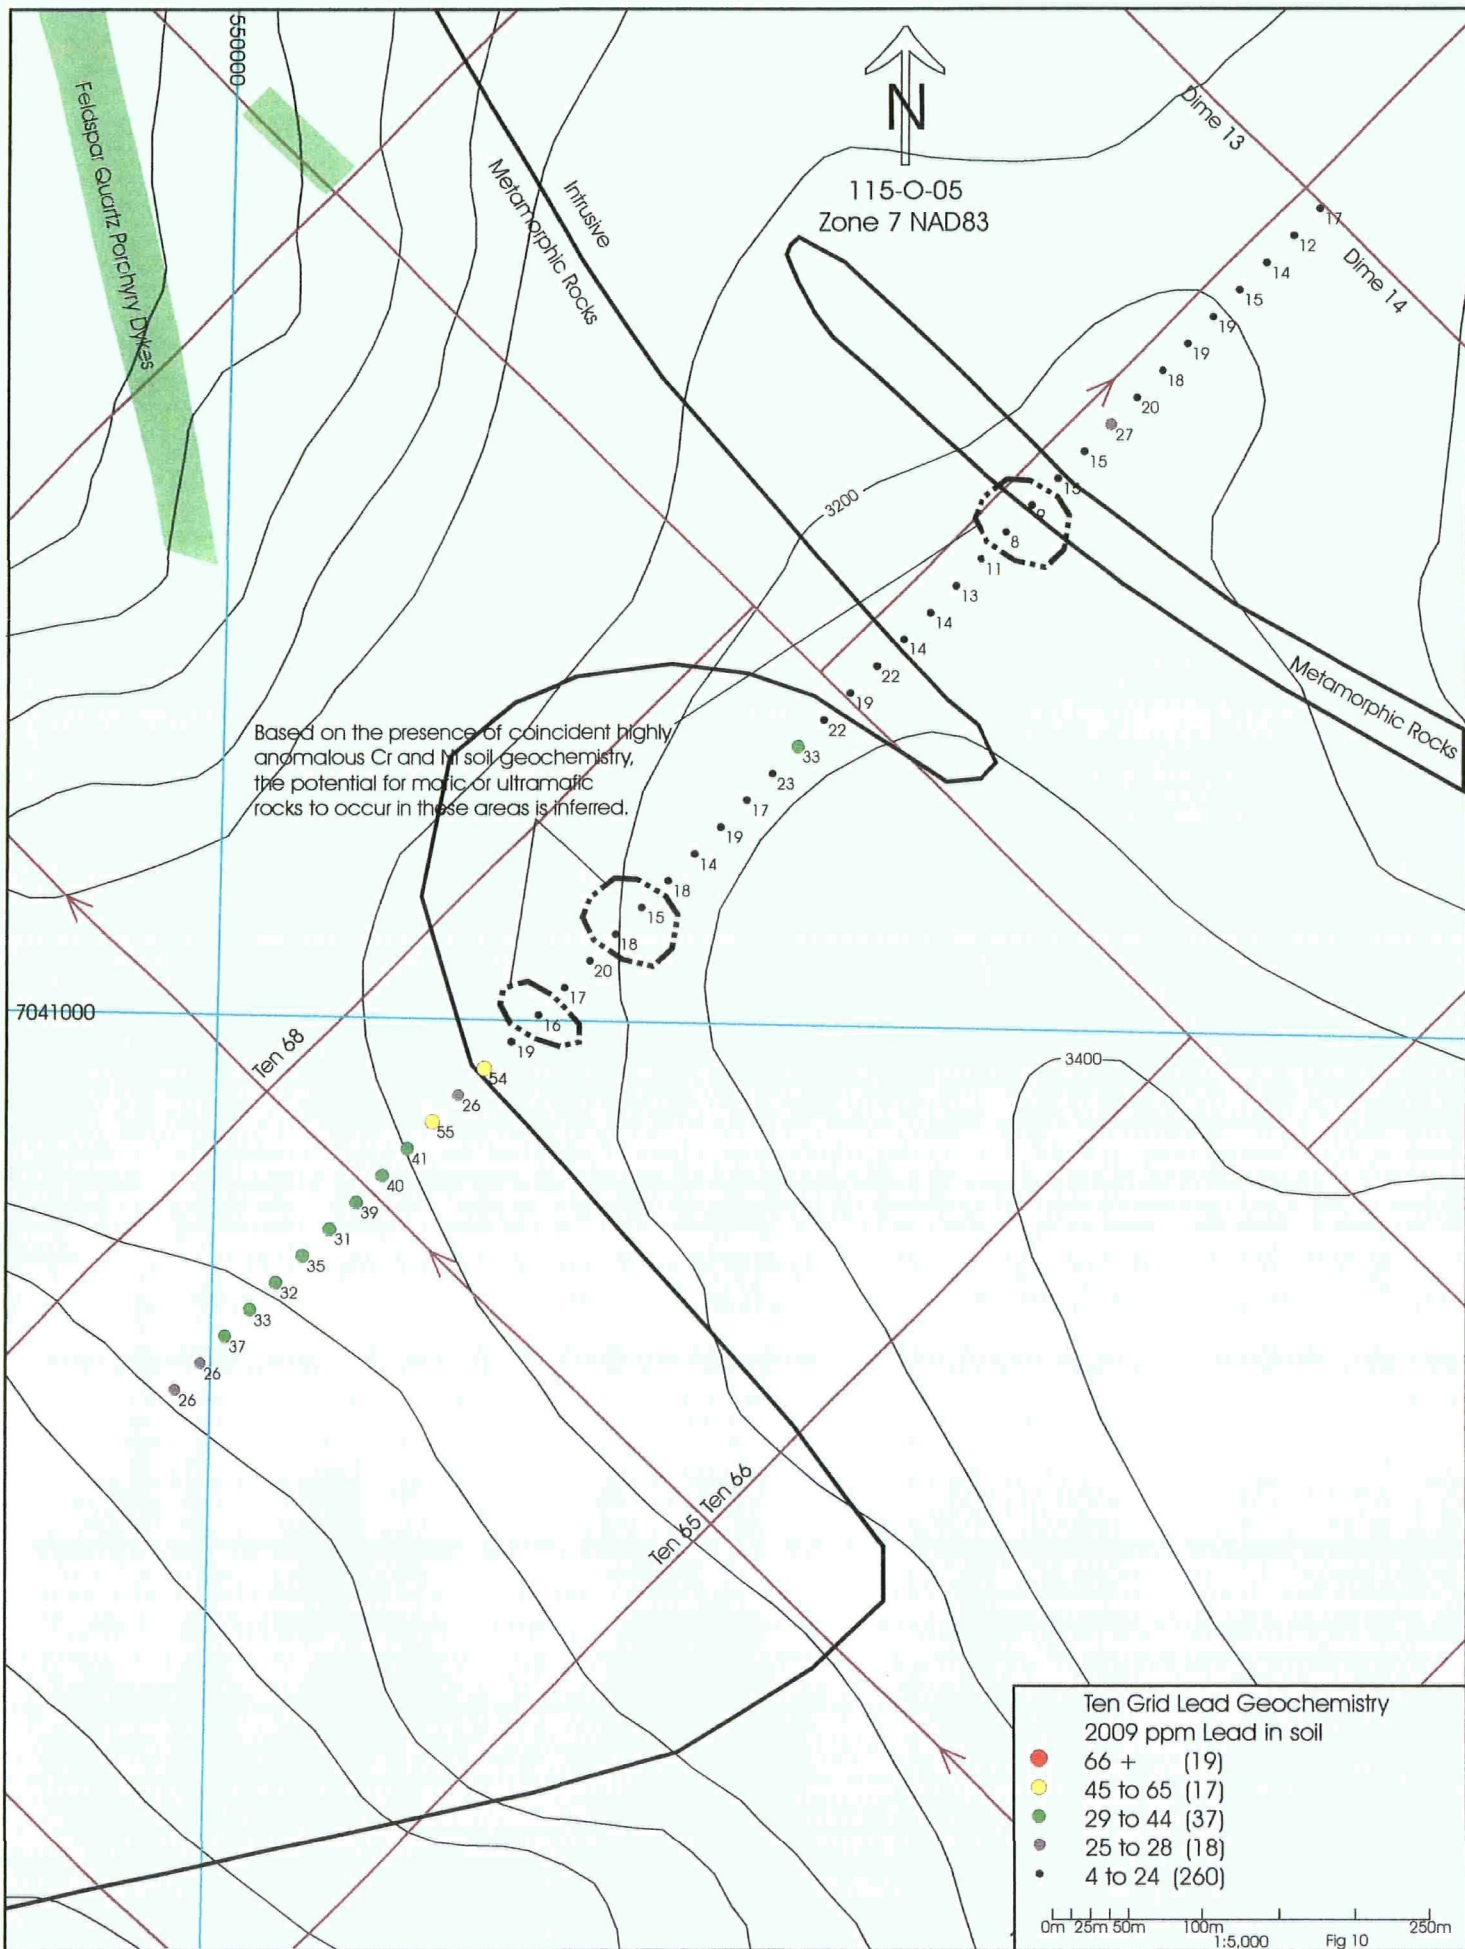 550000
Feldspar Quartz Porphyry Dykes
Intrusive
Metamorphic Rocks
N
115-O-05
Zone 7 NAD83
Dime 13
Dime 14
17
12
14
15
19
19
18
20
27
15
15
9
8
11
13
14
14
22
19
22
33
23
17
19
14
18
15
18
20
17
16
19
54
26
55
41
40
39
31
35
32
33
37
26
26
3200
Metamorphic Rocks
Based on the presence of coincident highly
anomalous Cr and Ni soil geochemistry,
the potential for mafic or ultramafic
rocks to occur in these areas is inferred.
7041000
Ten 68
3400
Ten 65
Ten 66
Ten Grid Lead Geochemistry
2009 ppm Lead in soil
66 + (19)
45 to 65 (17)
29 to 44 (37)
25 to 28 (18)
4 to 24 (260)
0m 25m 50m 100m 250m
1:5,000 Fig 10